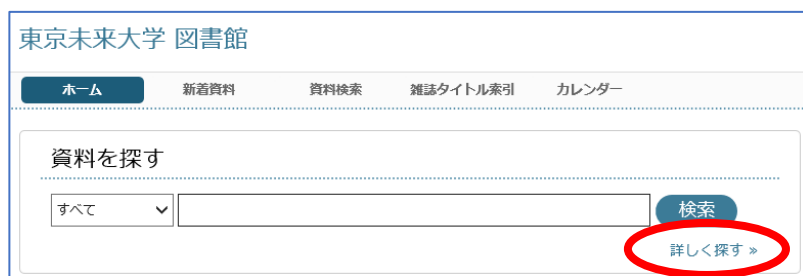 東京未来大学 図書館
ホーム 新着資料 資料検索 雑誌タイトル索引 カレンダー
資料を探す
すべて 検索
詳しく探す »